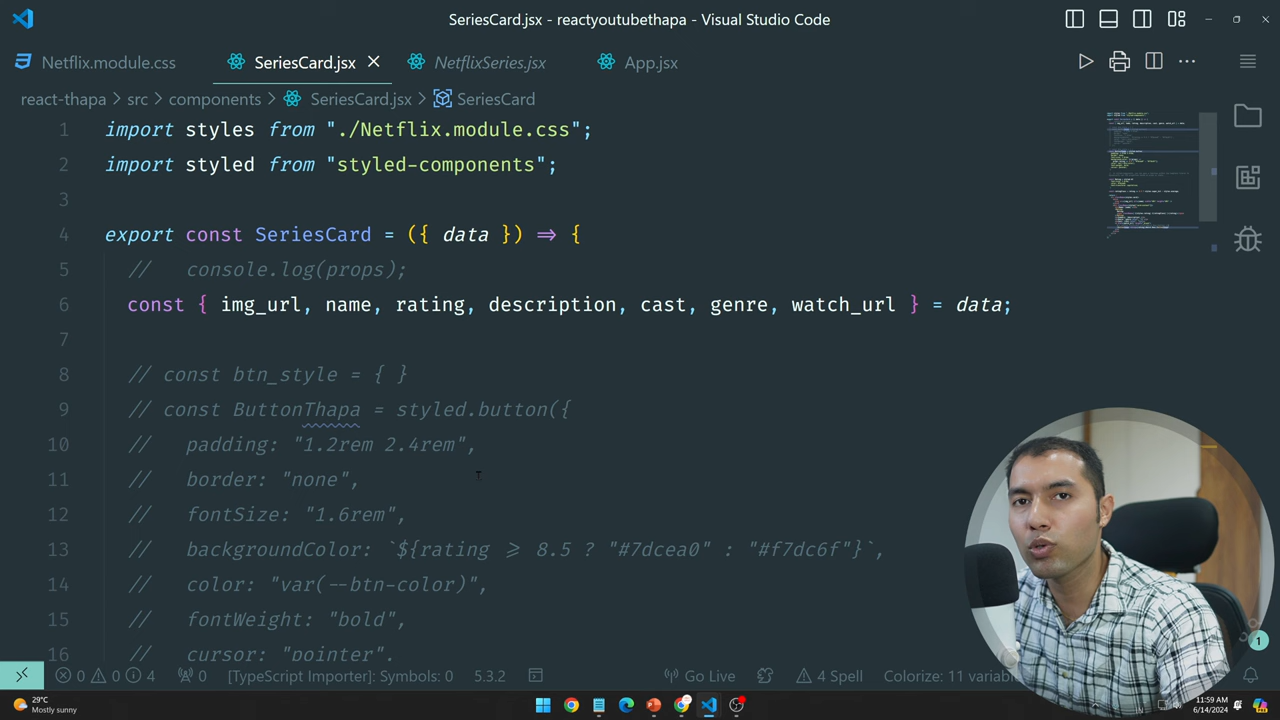 SeriesCard.jsx - reactyoutubethapa - Visual Studio Code
Netflix.module.css SeriesCard.jsx NetflixSeries.jsx App.jsx
react-thapa > src > components > SeriesCard.jsx > SeriesCard
1 import styles from "./Netflix.module.css";
2 import styled from "styled-components";
3
4 export const SeriesCard = ({ data }) => {
5 // console.log(props);
6 const { img_url, name, rating, description, cast, genre, watch_url } = data;
7
8 // const btn_style = { }
9 // const ButtonThapa = styled.button({
10 // padding: "1.2rem 2.4rem",
11 // border: "none",
12 // fontSize: "1.6rem",
13 // backgroundColor: `${rating >= 8.5 ? "#7dcea0" : "#f7dc6f"}`,
14 // color: "var(--btn-color)",
15 // fontWeight: "bold",
16 // cursor: "pointer",
0 0 4 0 [TypeScript Importer]: Symbols: 0 5.3.2 Go Live 4 Spell Colorize: 11 variab
1
29°C
Mostly sunny
11:59 AM
6/14/2024